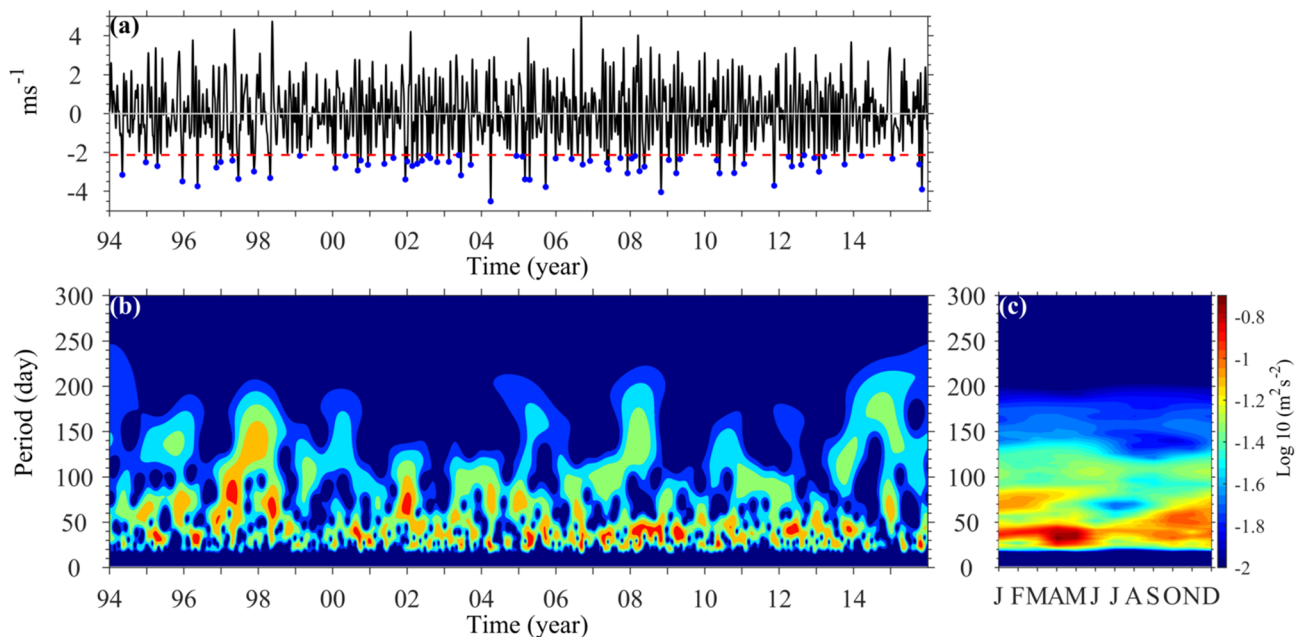 (a)
4
2
0
-2
-4
ms-1
94 96 98 00 02 04 06 08 10 12 14
Time (year)
(b)
300
250
200
150
100
50
0
Period (day)
94 96 98 00 02 04 06 08 10 12 14
Time (year)
(c)
300
250
200
150
100
50
0
J F M A M J J A S O N D
-0.8
-1
-1.2
-1.4
-1.6
-1.8
-2
Log 10 (m2s-2)